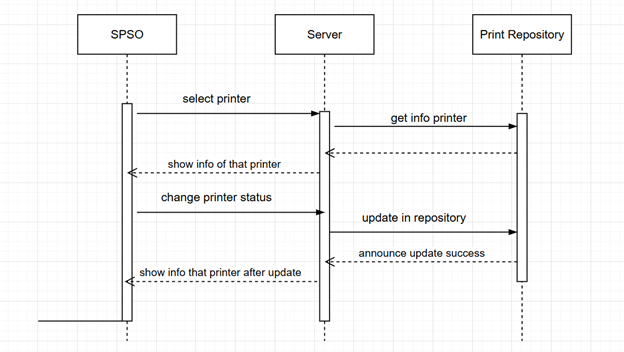 SPSO
Server
Print Repository
select printer
get info printer
show info of that printer
change printer status
update in repository
announce update success
show info that printer after update